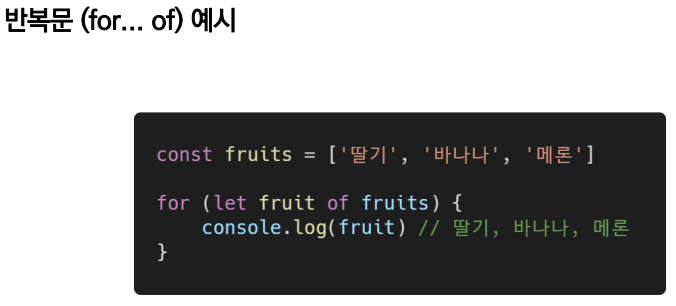 반복문 (for... of) 예시
const fruits = ['딸기', '바나나', '메론']
for (let fruit of fruits) {
    console.log(fruit) // 딸기, 바나나, 메론
}